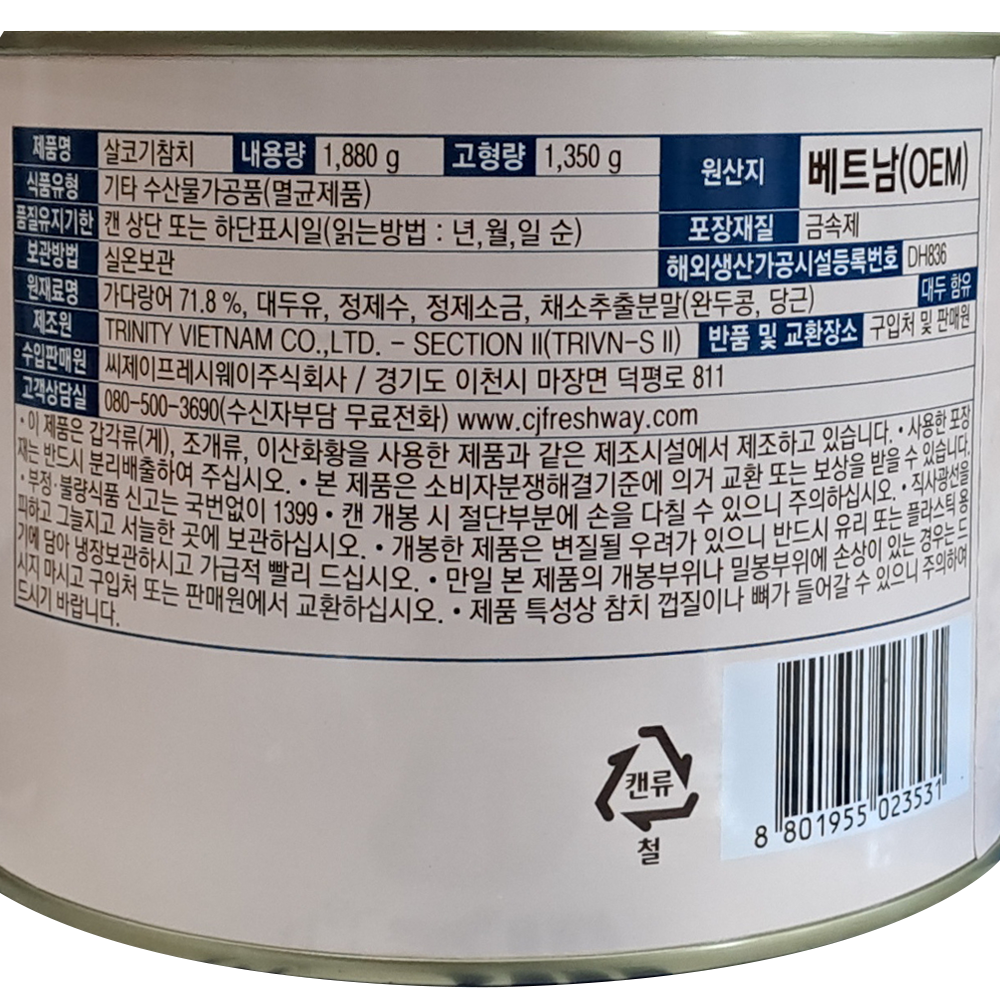 제품명 살코기참치 내용량 1,880 g 고형량 1,350 g 원산지 베트남(OEM)
식품유형 기타 수산물가공품(멸균제품)
품질유지기한 캔 상단 또는 하단표시일(읽는방법 : 년,월,일 순) 포장재질 금속제
보관방법 실온보관 해외생산가공시설등록번호 DH836
원재료명 가다랑어 71.8 %, 대두유, 정제수, 정제소금, 채소추출분말(완두콩, 당근) 대두 함유
제조원 TRINITY VIETNAM CO.,LTD. – SECTION II(TRIVN-S II) 반품 및 교환장소 구입처 및 판매원
수입판매원 씨제이프레시웨이주식회사 / 경기도 이천시 마장면 덕평로 811
고객상담실 080-500-3690(수신자부담 무료전화) www.cjfreshway.com
• 이 제품은 갑각류(게), 조개류, 이산화황을 사용한 제품과 같은 제조시설에서 제조하고 있습니다. • 사용한 포장
재는 반드시 분리배출하여 주십시오. • 본 제품은 소비자분쟁해결기준에 의거 교환 또는 보상을 받을 수 있습니다.
• 부정·불량식품 신고는 국번없이 1399 • 캔 개봉 시 절단부분에 손을 다칠 수 있으니 주의하십시오. • 직사광선을
피하고 그늘지고 서늘한 곳에 보관하십시오. • 개봉한 제품은 변질될 우려가 있으니 반드시 유리 또는 플라스틱 용
기에 담아 냉장보관하시고 가급적 빨리 드십시오. • 만일 본 제품의 개봉부위나 밀봉부위에 손상이 있는 경우는 드
시지 마시고 구입처 또는 판매원에서 교환하십시오. • 제품 특성상 참치 껍질이나 뼈가 들어갈 수 있으니 주의하여
드시기 바랍니다.
캔류
철
8 801955 023531